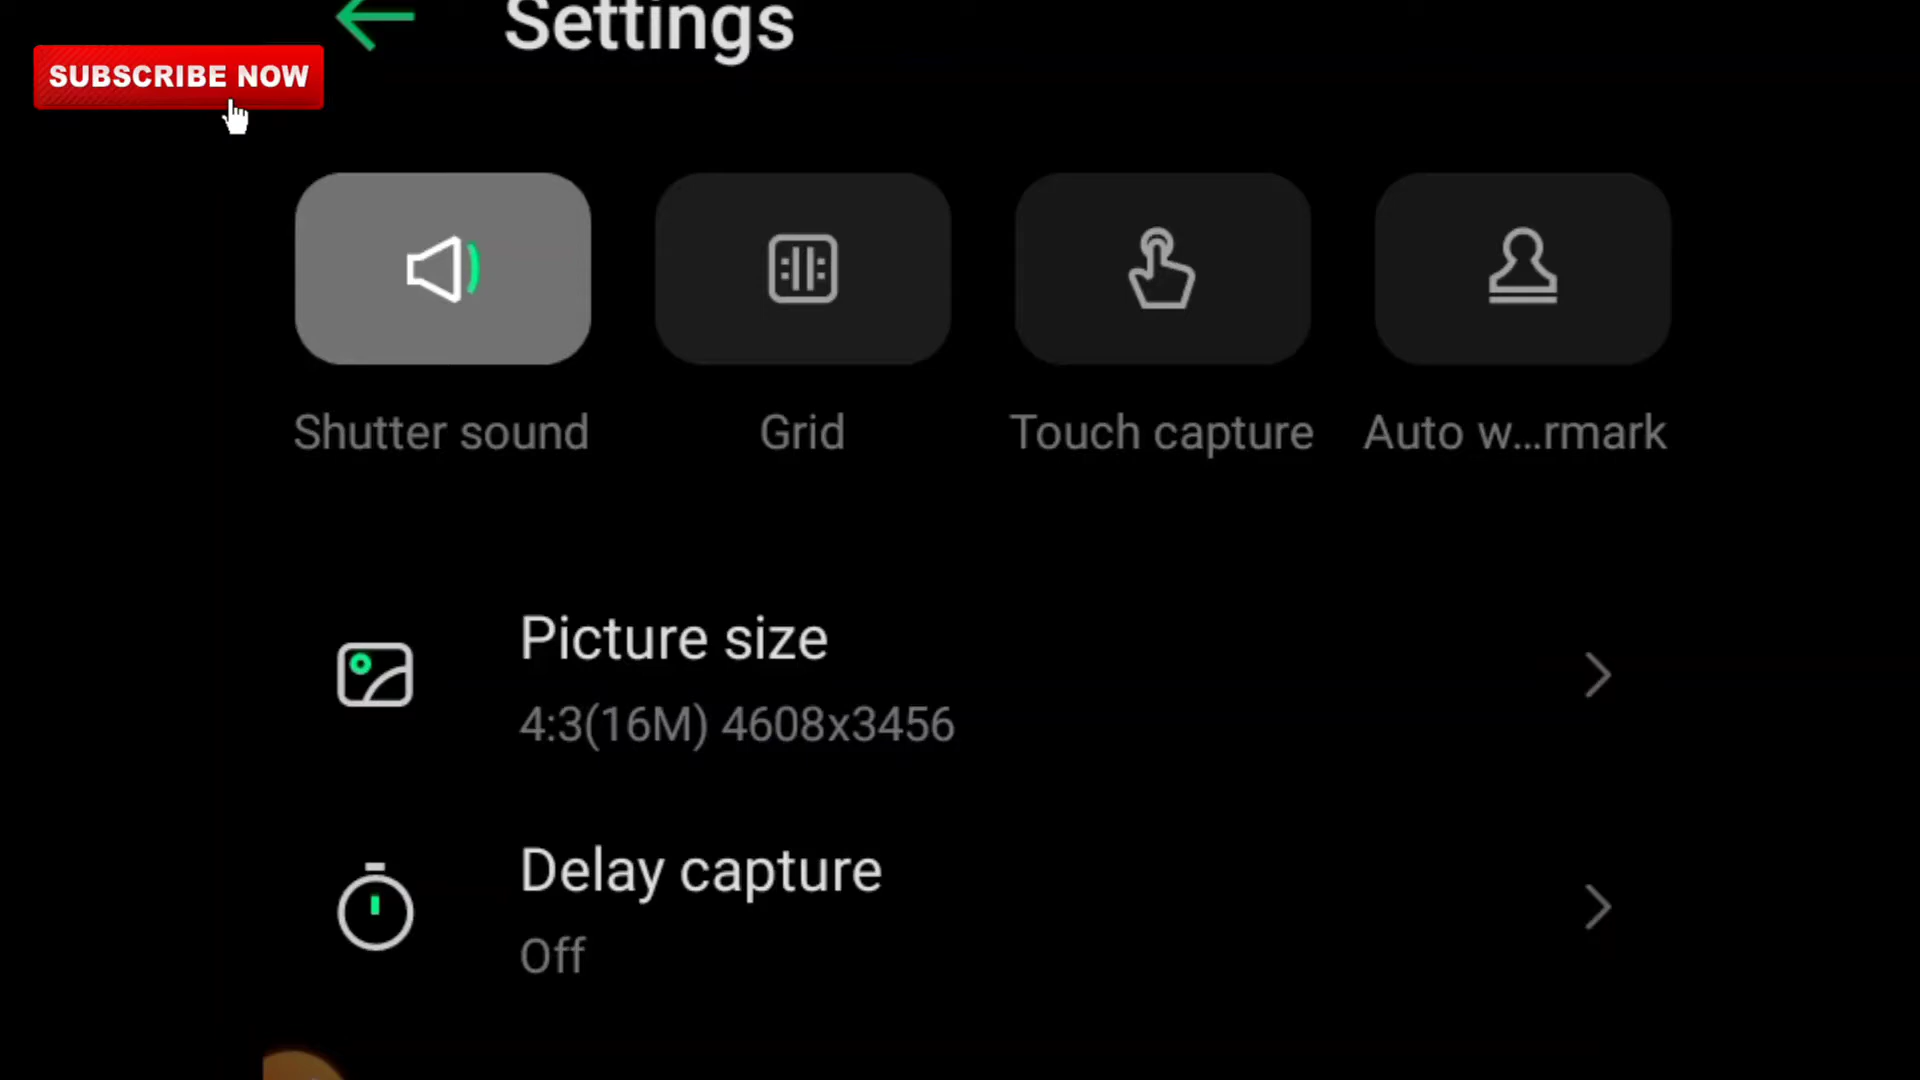 Settings
SUBSCRIBE NOW
Shutter sound
Grid
Touch capture
Auto w...rmark
Picture size
4:3(16M) 4608x3456
Delay capture
Off